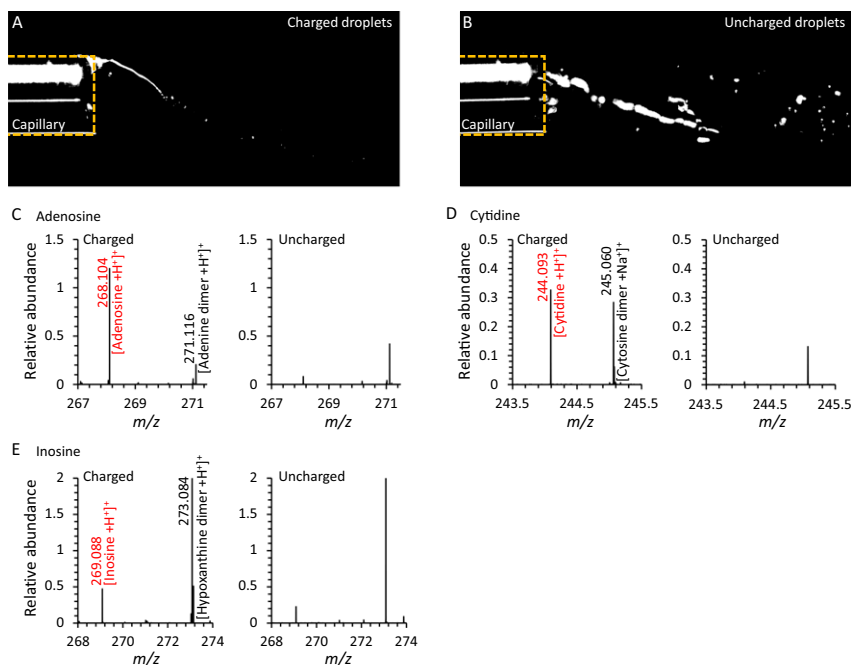 A
Charged droplets
Capillary
B
Uncharged droplets
Capillary
C Adenosine
Relative abundance
1.5
1
0.5
0
Charged
268.104
[Adenosine +H⁺]⁺
271.116
[Adenine dimer +H⁺]⁺
267 269 271
m/z
1.5
1
0.5
0
Uncharged
267 269 271
m/z
D Cytidine
Relative abundance
0.5
0.4
0.3
0.2
0.1
0
Charged
244.093
[Cytidine +H⁺]⁺
245.060
[Cytosine dimer +Na⁺]⁺
243.5 244.5 245.5
m/z
0.5
0.4
0.3
0.2
0.1
0
Uncharged
243.5 244.5 245.5
m/z
E Inosine
Relative abundance
2
1.5
1
0.5
0
Charged
269.088
[Inosine +H⁺]⁺
273.084
[Hypoxanthine dimer +H⁺]⁺
268 270 272 274
m/z
2
1.5
1
0.5
0
Uncharged
268 270 272 274
m/z